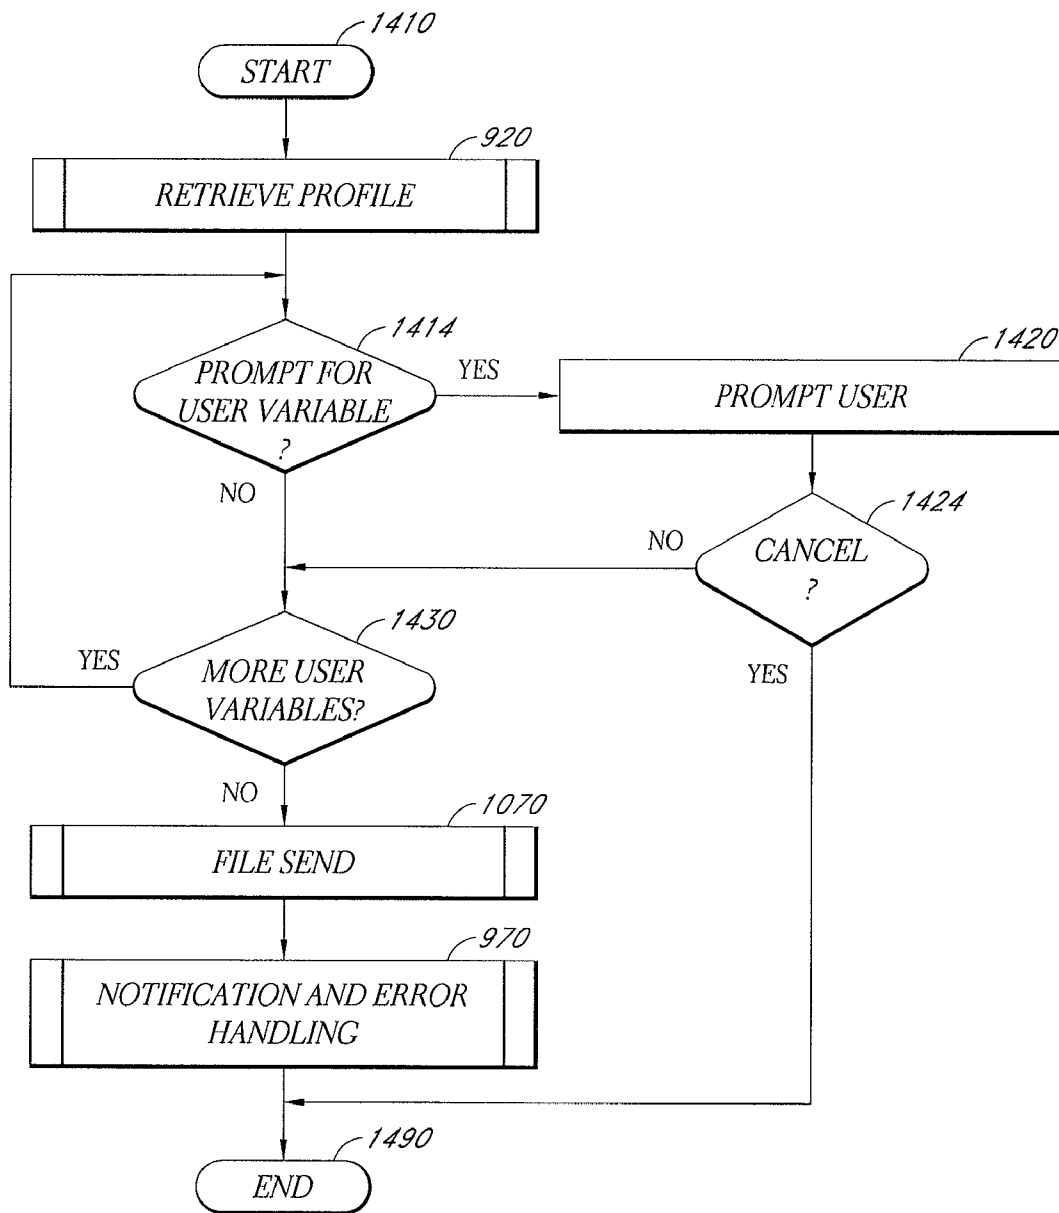 1410
START
920
RETRIEVE PROFILE
1414
PROMPT FOR
USER VARIABLE
?
YES
1420
PROMPT USER
NO
1424
CANCEL
?
NO
YES
1430
MORE USER
VARIABLES?
YES
NO
1070
FILE SEND
970
NOTIFICATION AND ERROR
HANDLING
1490
END